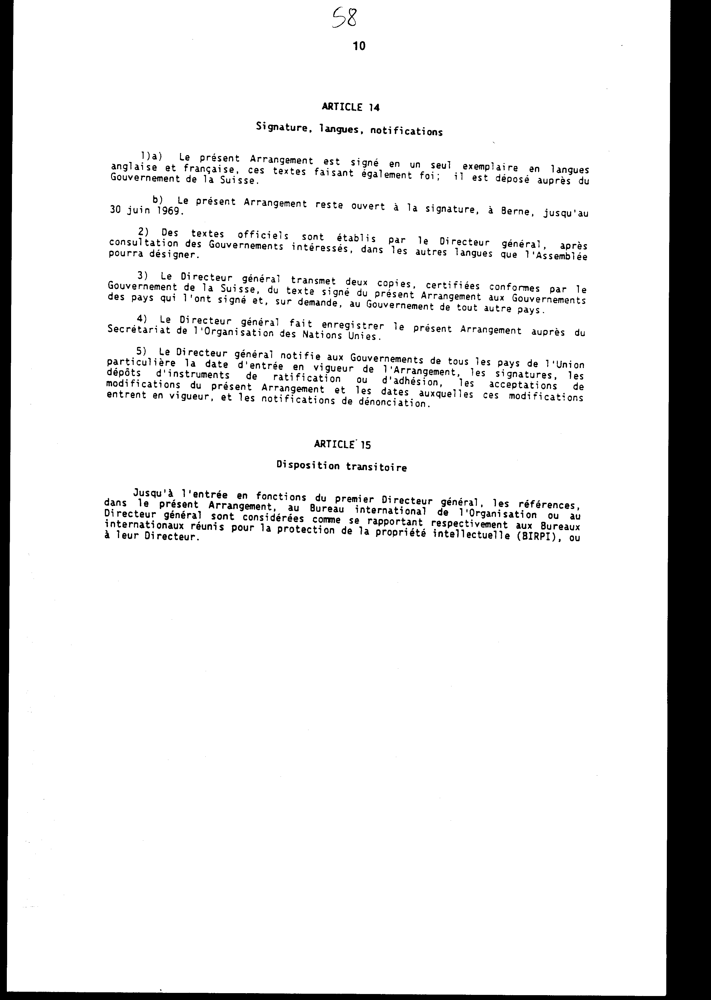 58
10
ARTICLE 14
Signature, langues, notifications
1)a) Le présent Arrangement est signé en un seul exemplaire en langues
anglaise et française, ces textes faisant également foi; il est déposé auprès du
Gouvernement de la Suisse.
b) Le présent Arrangement reste ouvert à la signature, à Berne, jusqu'au
30 juin 1969.
2) Des textes officiels sont établis par le Directeur général, après
consultation des Gouvernements intéressés, dans les autres langues que l'Assemblée
pourra désigner.
3) Le Directeur général transmet deux copies, certifiées conformes par le
Gouvernement de la Suisse, du texte signé du présent Arrangement aux Gouvernements
des pays qui l'ont signé et, sur demande, au Gouvernement de tout autre pays.
4) Le Directeur général fait enregistrer le présent Arrangement auprès du
Secrétariat de l'Organisation des Nations Unies.
5) Le Directeur général notifie aux Gouvernements de tous les pays de l'Union
particulière la date d'entrée en vigueur de l'Arrangement, les signatures, les
dépôts d'instruments de ratification ou d'adhésion, les acceptations de
modifications du présent Arrangement et les dates auxquelles ces modifications
entrent en vigueur, et les notifications de dénonciation.
ARTICLE 15
Disposition transitoire
Jusqu'à l'entrée en fonctions du premier Directeur général, les références,
dans le présent Arrangement, au Bureau international de l'Organisation ou au
Directeur général sont considérées comme se rapportant respectivement aux Bureaux
internationaux réunis pour la protection de la propriété intellectuelle (BIRPI), ou
à leur Directeur.